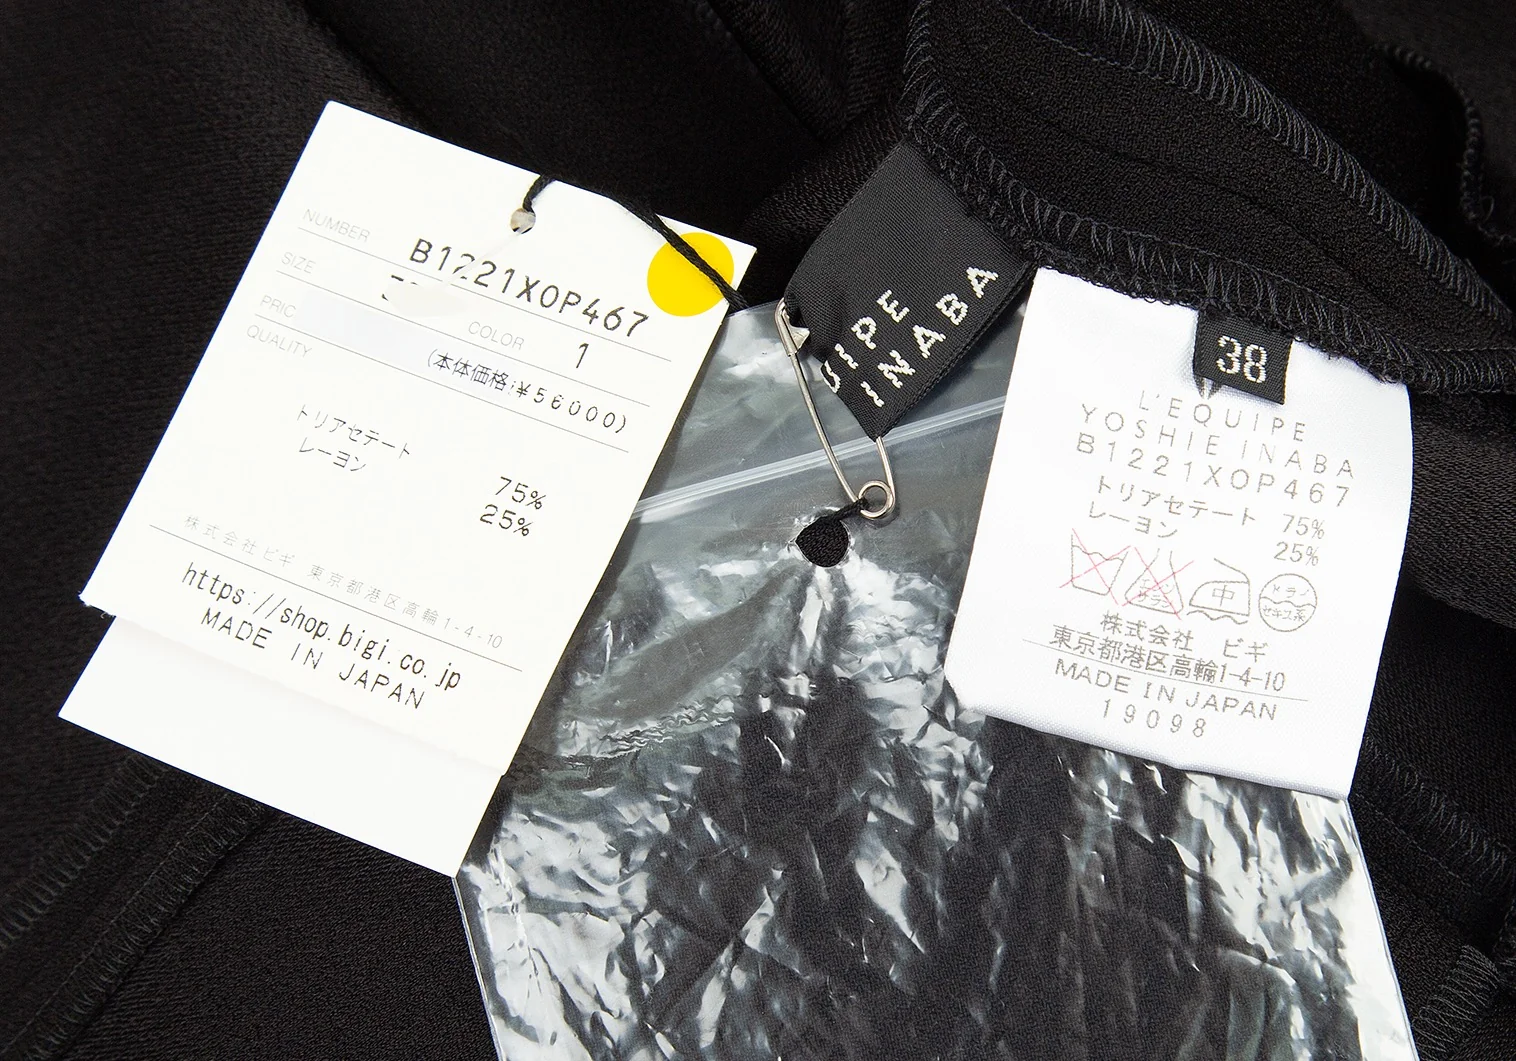 NUMBER
B1221XOP467
SIZE
COLOR
1
PRIC
(本体価格:¥56000)
QUALITY
トリアセテート
75%
レーヨン
25%
株式会社ビギ 東京都港区高輪1-4-10
https://shop.bigi.co.jp
MADE IN JAPAN
UIPE
INABA
38
L'EQUIPE
YOSHIE INABA
B1221XOP467
トリアセテート 75%
レーヨン 25%
中
株式会社 ビギ
東京都港区高輪1-4-10
MADE IN JAPAN
19098